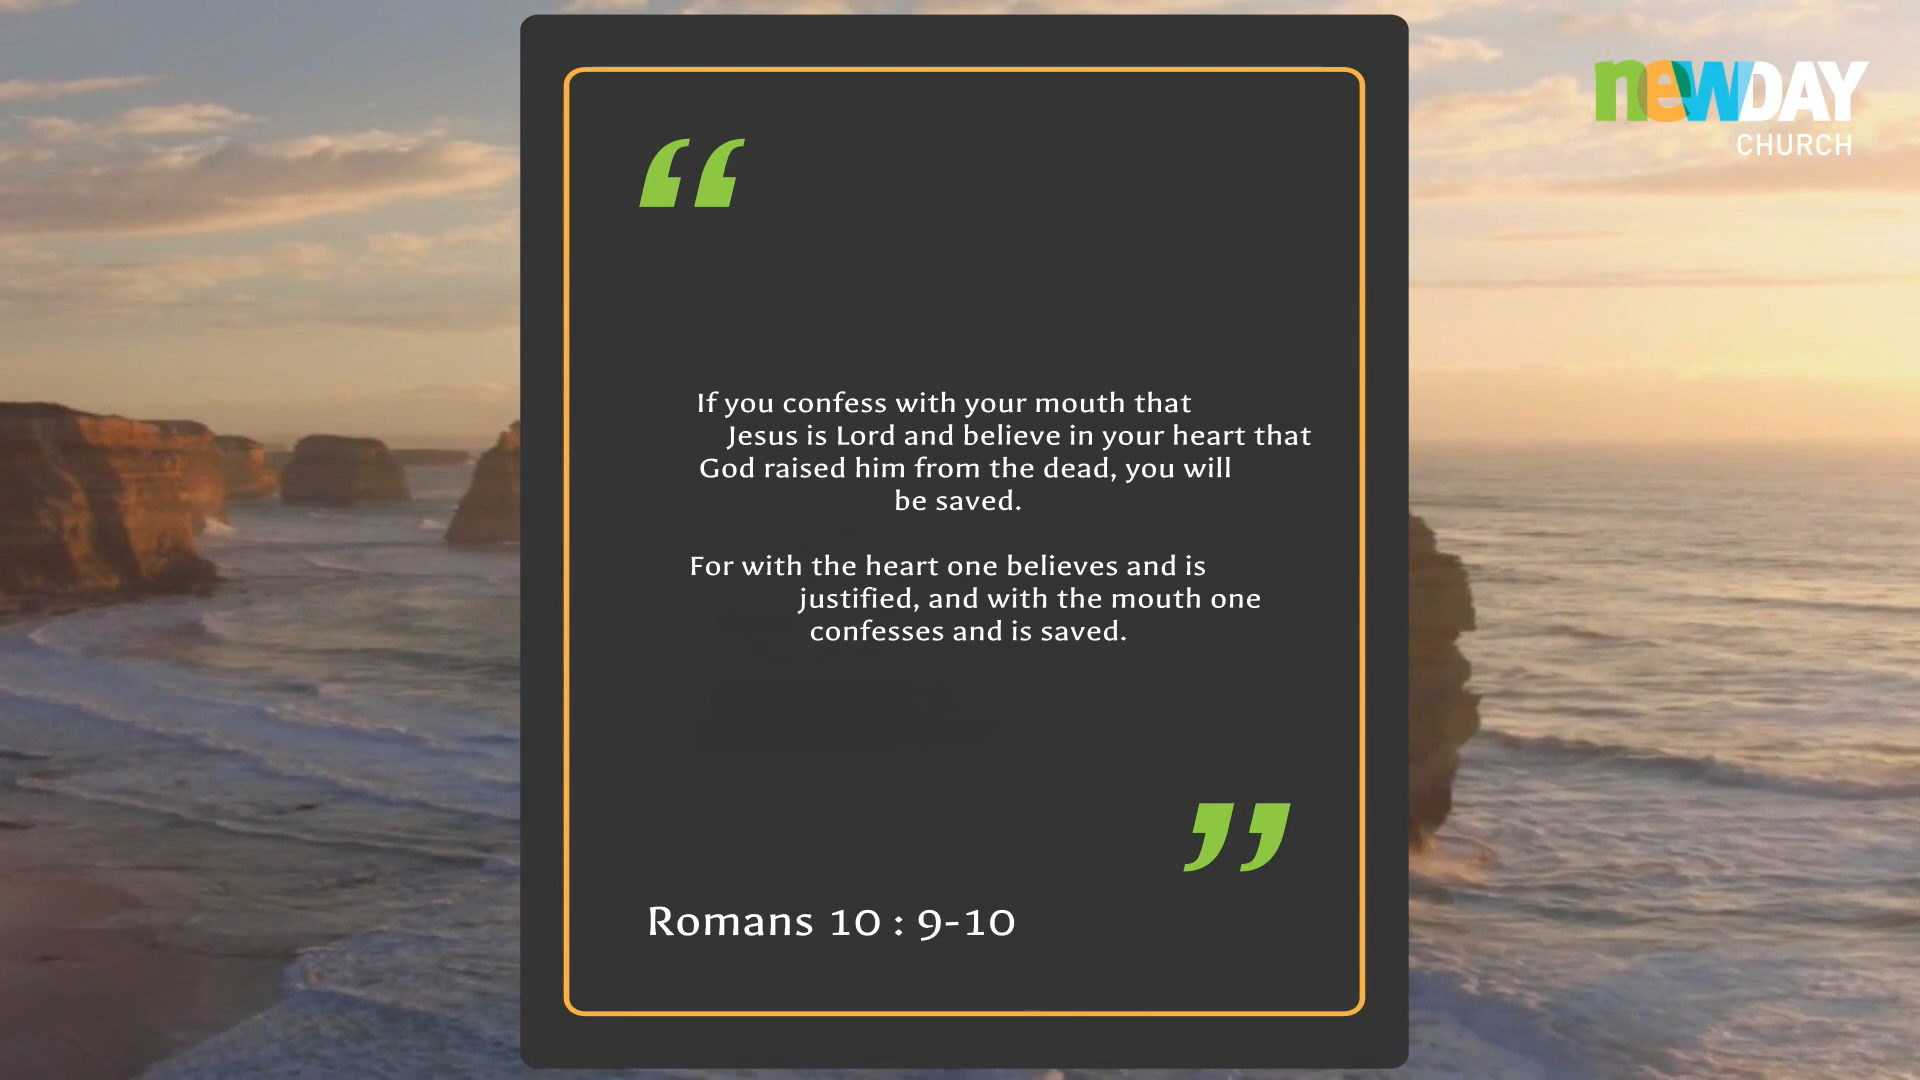 newDAY
CHURCH
“
If you confess with your mouth that
Jesus is Lord and believe in your heart that
God raised him from the dead, you will
be saved.
For with the heart one believes and is
justified, and with the mouth one
confesses and is saved.
”
Romans 10 : 9-10